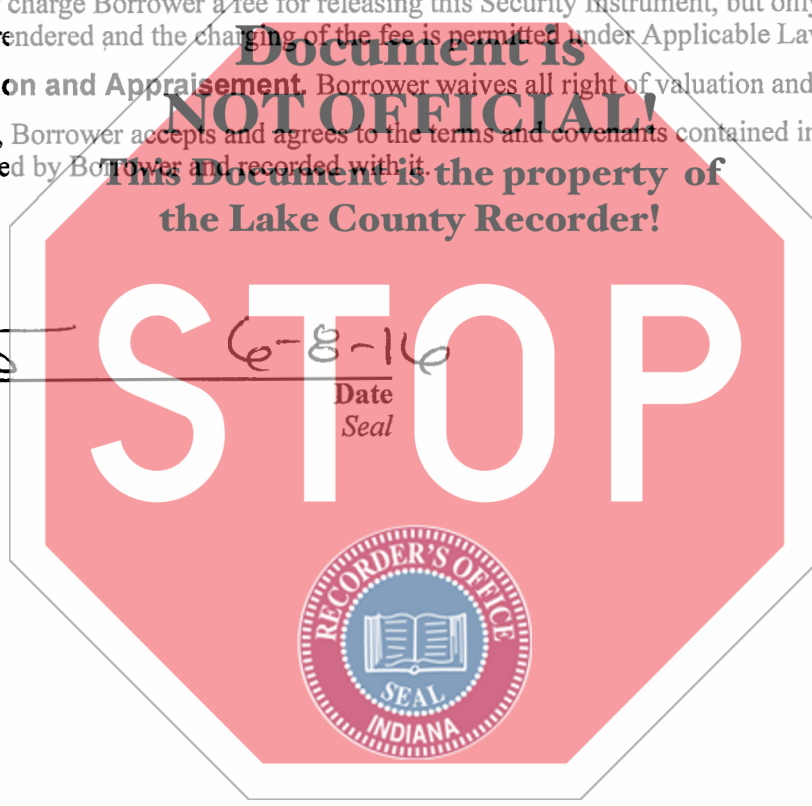 charge Borrower a fee for releasing this Security Instrument, but only
endered and the charging of the fee is permitted under Applicable La
Document is
on and Appraisement. Borrower waives all right of valuation and
NOT OFFICIAL!
, Borrower accepts and agrees to the terms and covenants contained in
ed by Borrower and recorded with it.
This Document is the property of
the Lake County Recorder!
STOP
6-8-16
Date
Seal
RECORDER'S OFFICE
SEAL
INDIANA